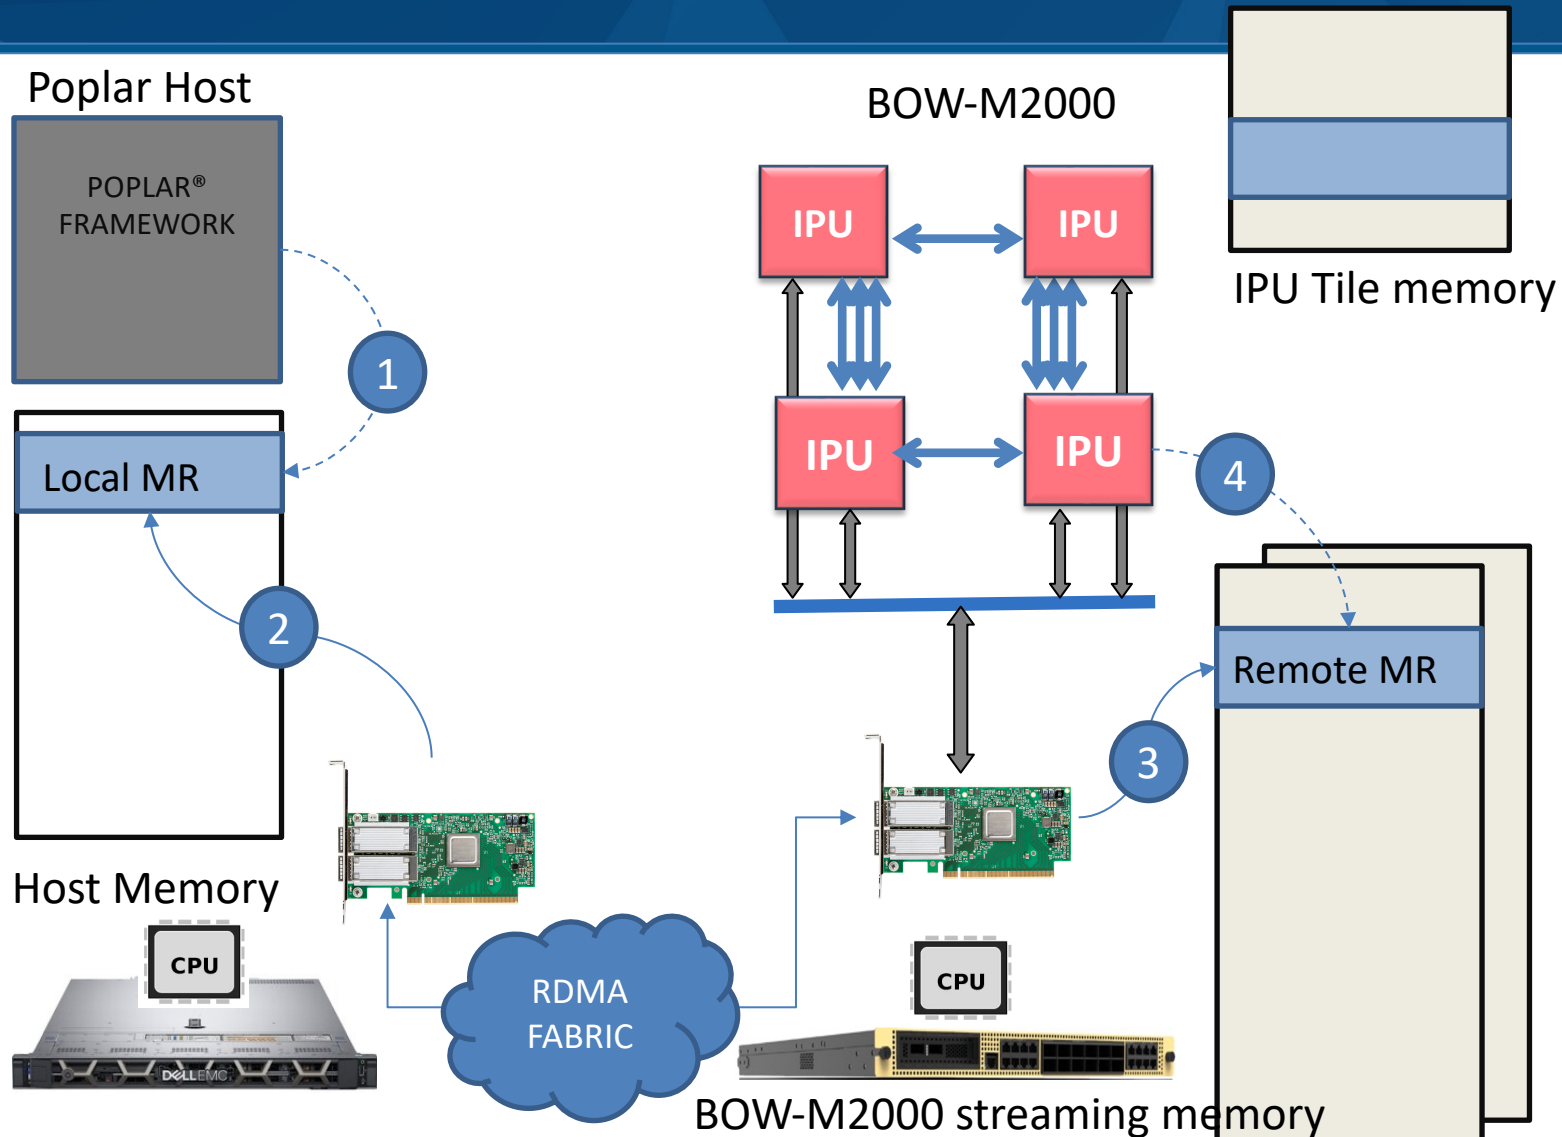 Poplar Host
POPLAR®
FRAMEWORK
1
Local MR
2
Host Memory
CPU
DELLEMC
RDMA
FABRIC
BOW-M2000
IPU
IPU
IPU
IPU
IPU Tile memory
4
Remote MR
3
CPU
BOW-M2000 streaming memory